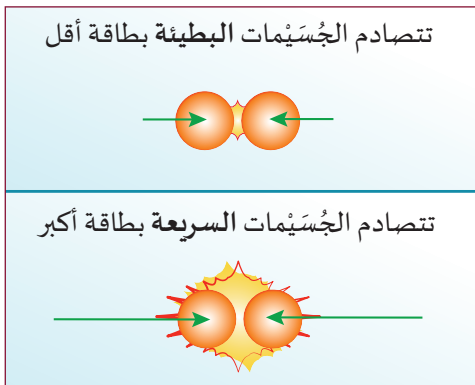 تتصادم الجُسَيْمات البطيئة بطاقة أقل
تتصادم الجُسَيْمات السريعة بطاقة أكبر